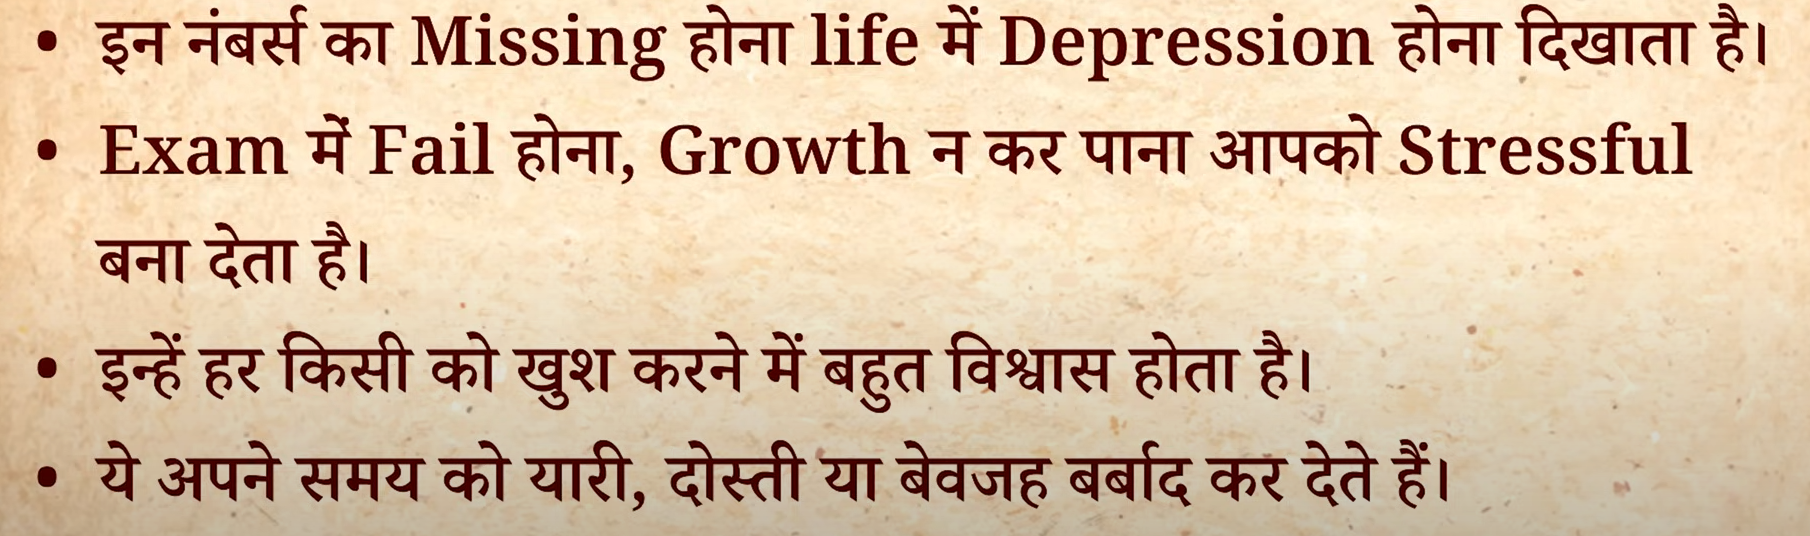 • इन नंबर्स का Missing होना life में Depression होना दिखाता है।
• Exam में Fail होना, Growth न कर पाना आपको Stressful
बना देता है।
• इन्हें हर किसी को खुश करने में बहुत विश्वास होता है।
• ये अपने समय को यारी, दोस्ती या बेवजह बर्बाद कर देते हैं।